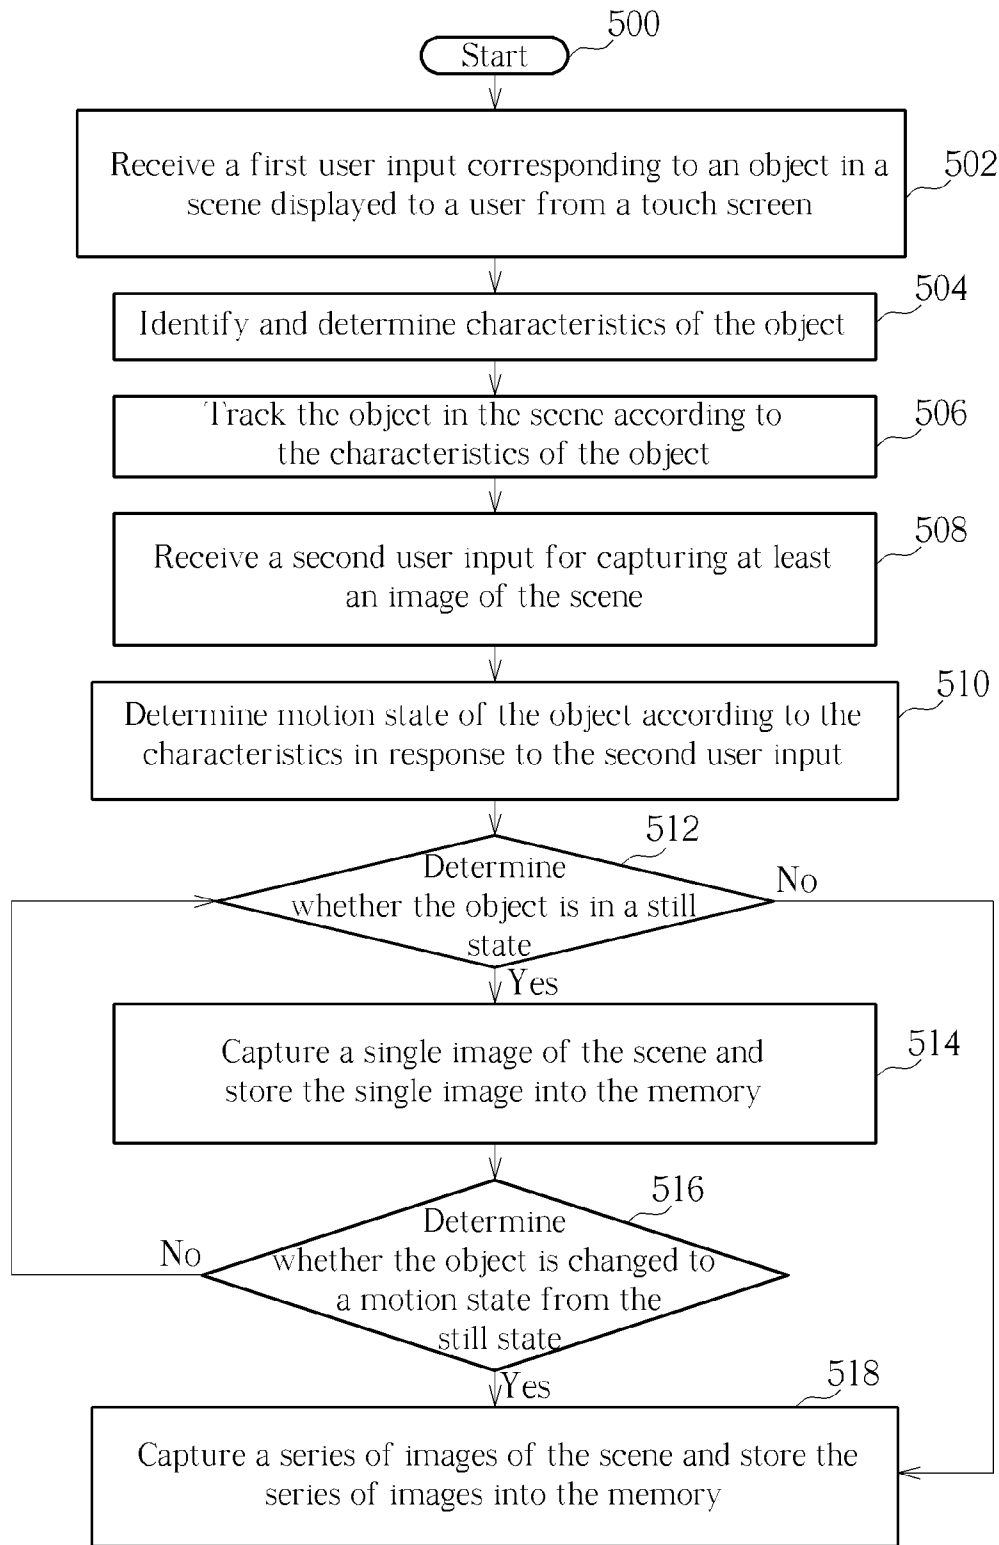 500
Start
Receive a first user input corresponding to an object in a
scene displayed to a user from a touch screen
502
504
Identify and determine characteristics of the object
Track the object in the scene according to
the characteristics of the object
506
Receive a second user input for capturing at least
an image of the scene
508
510
Determine motion state of the object according to the
characteristics in response to the second user input
512
Determine
whether the object is in a still
state
No
Yes
Capture a single image of the scene and
store the single image into the memory
514
516
Determine
whether the object is changed to
a motion state from the
still state
No
Yes
518
Capture a series of images of the scene and store the
series of images into the memory